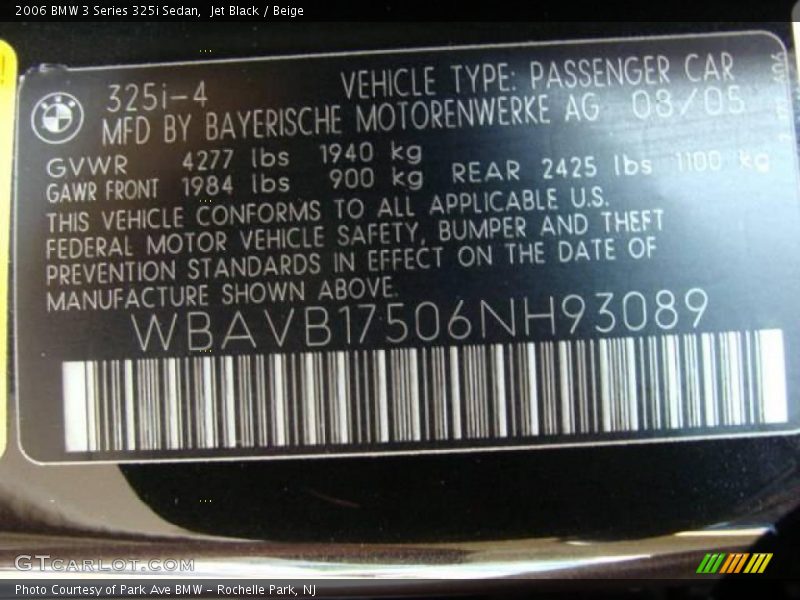 2006 BMW 3 Series 325i Sedan, Jet Black / Beige
BMW
325i-4 VEHICLE TYPE: PASSENGER CAR
MFD BY BAYERISCHE MOTORENWERKE AG 08/05
GVWR 4277 lbs 1940 kg
GAWR FRONT 1984 lbs 900 kg REAR 2425 lbs 1100 kg
THIS VEHICLE CONFORMS TO ALL APPLICABLE U.S.
FEDERAL MOTOR VEHICLE SAFETY, BUMPER AND THEFT
PREVENTION STANDARDS IN EFFECT ON THE DATE OF
MANUFACTURE SHOWN ABOVE.
WBAVB17506NH93089
GTCARLOT.COM
Photo Courtesy of Park Ave BMW - Rochelle Park, NJ